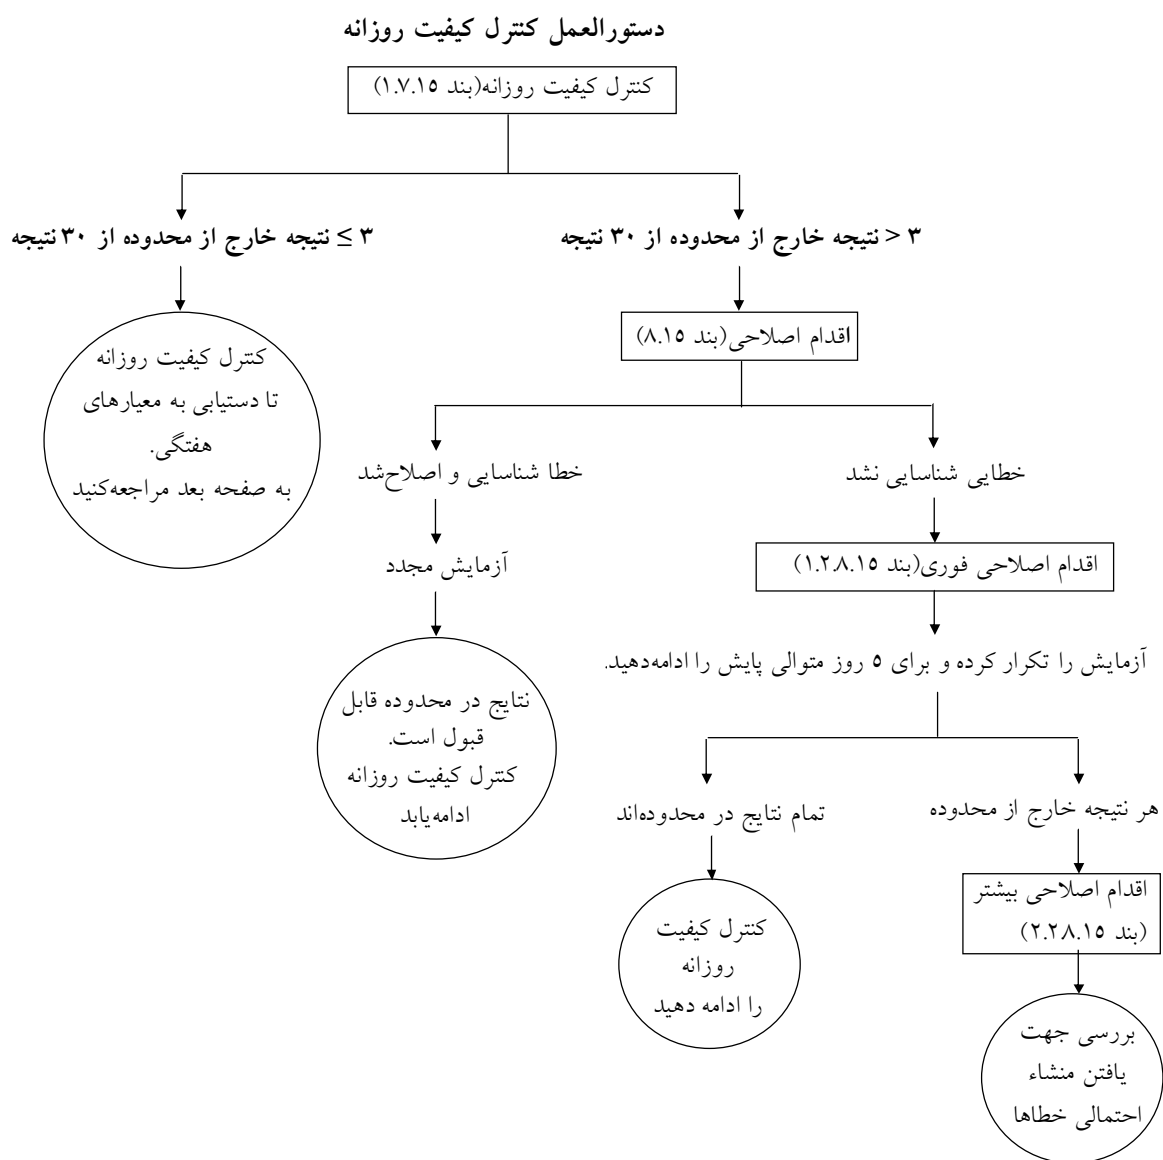 دستورالعمل کنترل کیفیت روزانه
کنترل کیفیت روزانه(بند ۱.۷.۱۵)
۳ < نتیجه خارج از محدوده از ۳۰ نتیجه
۳ ≥ نتیجه خارج از محدوده از ۳۰ نتیجه
اقدام اصلاحی(بند ۸.۱۵)
کنترل کیفیت روزانه
تا دستیابی به معیارهای
هفتگی.
به صفحه بعد مراجعه‌کنید
خطایی شناسایی نشد
خطا شناسایی و اصلاح‌شد
اقدام اصلاحی فوری(بند ۱.۲.۸.۱۵)
آزمایش مجدد
آزمایش را تکرار کرده و برای ۵ روز متوالی پایش را ادامه‌دهید.
نتایج در محدوده قابل
قبول است.
کنترل کیفیت روزانه
ادامه‌یابد
هر نتیجه خارج از محدوده
تمام نتایج در محدوده‌اند
اقدام اصلاحی بیشتر
(بند ۲.۲.۸.۱۵)
کنترل کیفیت
روزانه
را ادامه دهید
بررسی جهت
یافتن منشاء
احتمالی خطاها